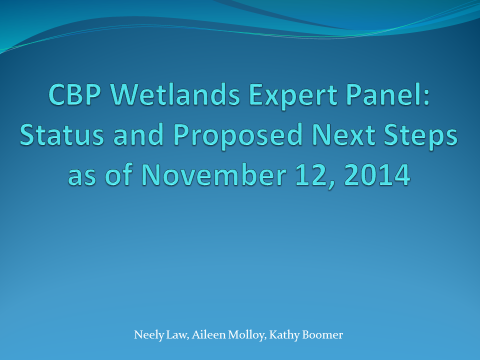 CBP Wetlands Expert Panel:
Status and Proposed Next Steps
as of November 12, 2014
Neely Law, Aileen Molloy, Kathy Boomer